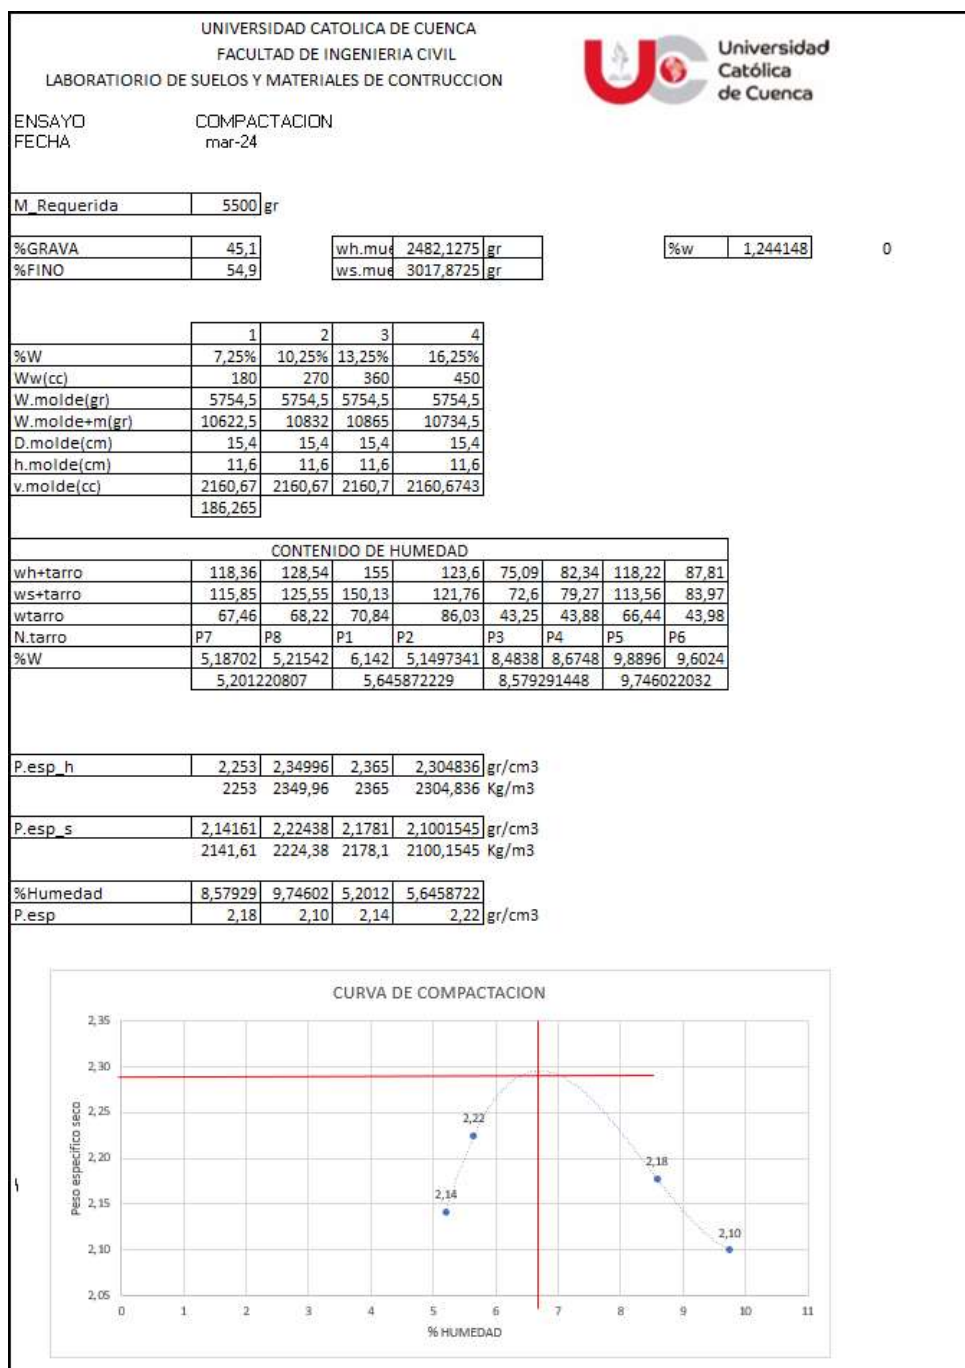 UNIVERSIDAD CATOLICA DE CUENCA
FACULTAD DE INGENIERIA CIVIL
LABORATIORIO DE SUELOS Y MATERIALES DE CONTRUCCION
UC Universidad
Católica
de Cuenca
ENSAYO COMPACTACION
FECHA mar-24
M_Requerida 5500 gr
%GRAVA 45,1 wh.mue 2482,1275 gr %w 1,244148 0
%FINO 54,9 ws.mue 3017,8725 gr
1 2 3 4
%W 7,25% 10,25% 13,25% 16,25%
Ww(cc) 180 270 360 450
W.molde(gr) 5754,5 5754,5 5754,5 5754,5
W.molde+m(gr) 10622,5 10832 10865 10734,5
D.molde(cm) 15,4 15,4 15,4 15,4
h.molde(cm) 11,6 11,6 11,6 11,6
v.molde(cc) 2160,67 2160,67 2160,7 2160,6743
186,265
CONTENIDO DE HUMEDAD
wh+tarro 118,36 128,54 155 123,6 75,09 82,34 118,22 87,81
ws+tarro 115,85 125,55 150,13 121,76 72,6 79,27 113,56 83,97
wtarro 67,46 68,22 70,84 86,03 43,25 43,88 66,44 43,98
N.tarro P7 P8 P1 P2 P3 P4 P5 P6
%W 5,18702 5,21542 6,142 5,1497341 8,4838 8,6748 9,8896 9,6024
5,201220807 5,645872229 8,579291448 9,746022032
P.esp_h 2,253 2,34996 2,365 2,304836 gr/cm3
2253 2349,96 2365 2304,836 Kg/m3
P.esp_s 2,14161 2,22438 2,1781 2,1001545 gr/cm3
2141,61 2224,38 2178,1 2100,1545 Kg/m3
%Humedad 8,57929 9,74602 5,2012 5,6458722
P.esp 2,18 2,10 2,14 2,22 gr/cm3
CURVA DE COMPACTACION
Peso especifico seco
2,35
2,30
2,25
2,20
2,15
2,10
2,05
2,22
2,18
2,14
2,10
0 1 2 3 4 5 6 7 8 9 10 11
% HUMEDAD